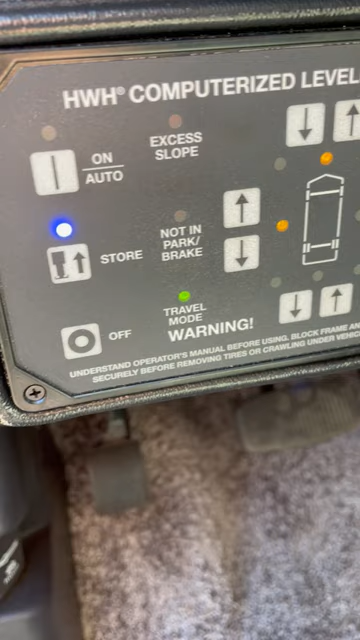 HWH® COMPUTERIZED LEVEL
EXCESS
SLOPE
ON
AUTO
NOT IN
PARK/
BRAKE
STORE
TRAVEL
MODE
OFF
WARNING!
UNDERSTAND OPERATOR'S MANUAL BEFORE USING. BLOCK FRAME AN
SECURELY BEFORE REMOVING TIRES OR CRAWLING UNDER VEHIC